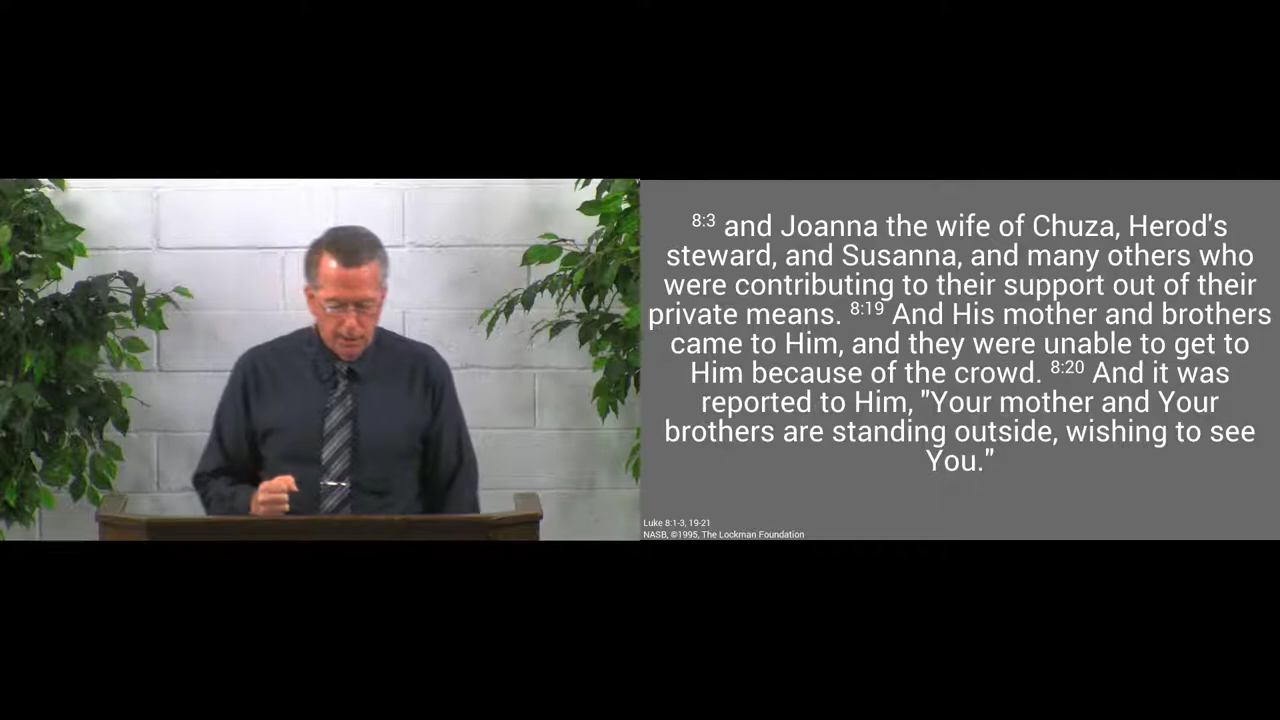 8:3 and Joanna the wife of Chuza, Herod's
steward, and Susanna, and many others who
were contributing to their support out of their
private means. 8:19 And His mother and brothers
came to Him, and they were unable to get to
Him because of the crowd. 8:20 And it was
reported to Him, "Your mother and Your
brothers are standing outside, wishing to see
You."
Luke 8:1-3, 19-21
NASB, ©1995, The Lockman Foundation